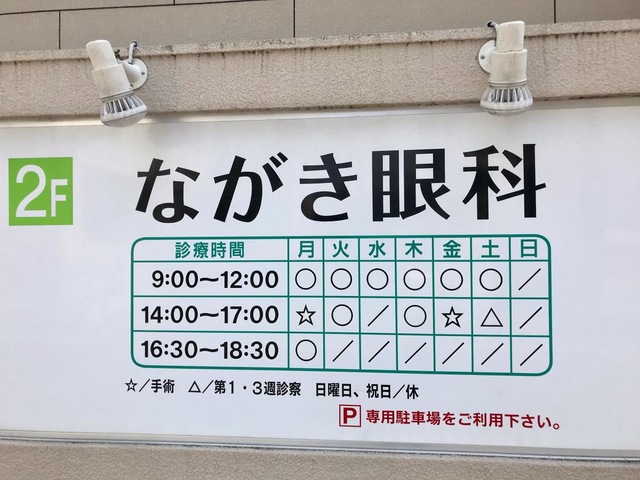 2F
ながき眼科
診療時間 月 火 水 木 金 土 日
9:00〜12:00 ○ ○ ○ ○ ○ ○ ／
14:00〜17:00 ☆ ○ ／ ○ ☆ △ ／
16:30〜18:30 ○ ／ ／ ／ ／ ／ ／
☆／手術 △／第1・3週診察 日曜日、祝日／休
P 専用駐車場をご利用下さい。